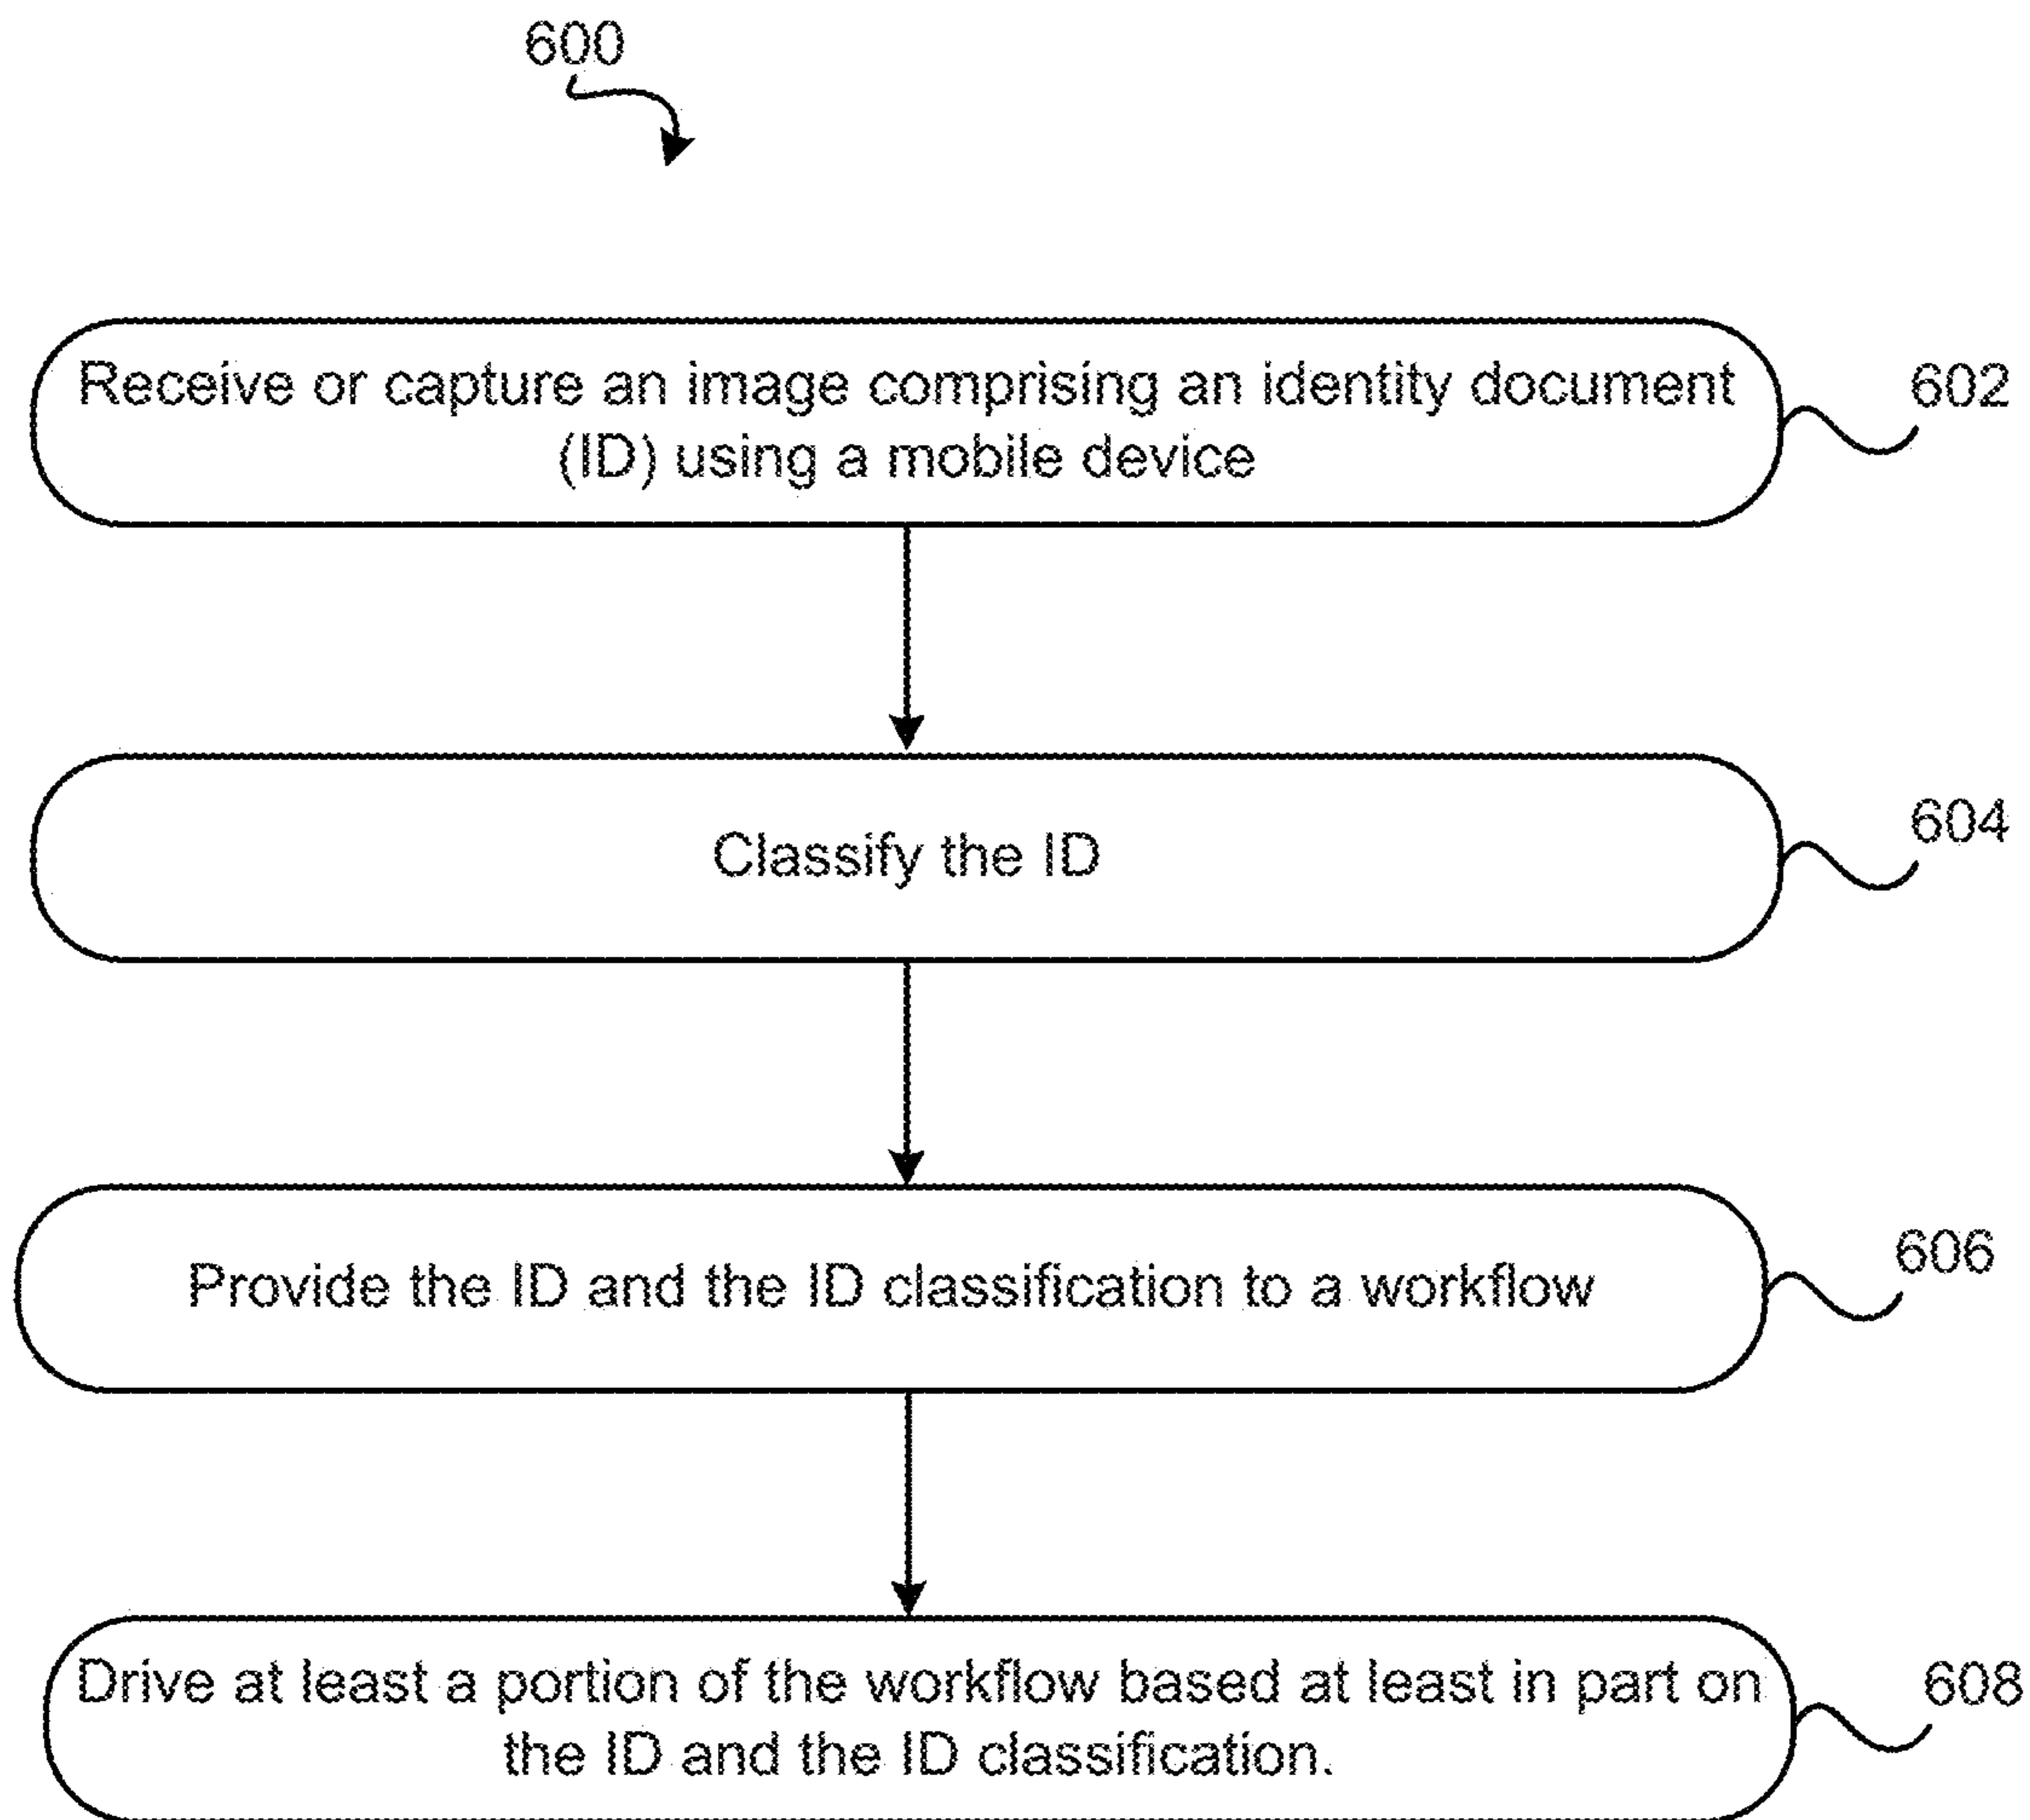 600
Receive or capture an image comprising an identity document
(ID) using a mobile device
602
Classify the ID
604
Provide the ID and the ID classification to a workflow
606
Drive at least a portion of the workflow based at least in part on
the ID and the ID classification.
608